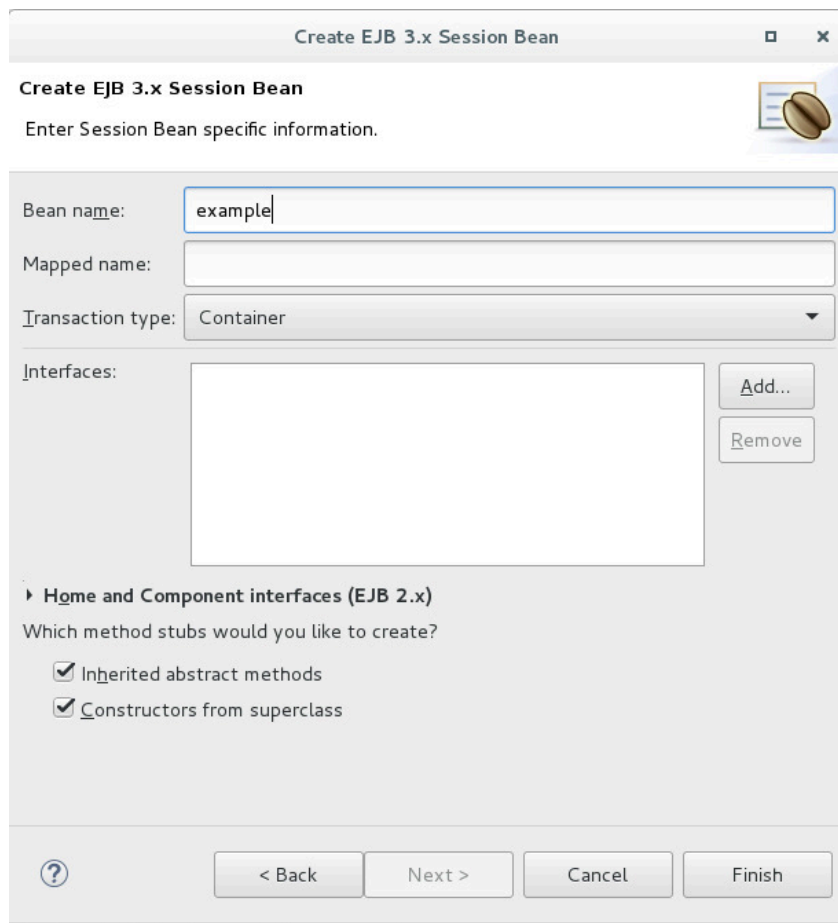 Create EJB 3.x Session Bean
Create EJB 3.x Session Bean
Enter Session Bean specific information.
Bean name: example
Mapped name:
Transaction type: Container
Interfaces:
Add...
Remove
Home and Component interfaces (EJB 2.x)
Which method stubs would you like to create?
Inherited abstract methods
Constructors from superclass
? < Back Next > Cancel Finish